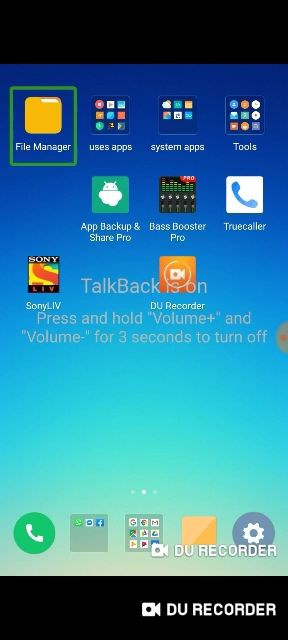 File Manager
uses apps
system apps
Tools
App Backup &
Share Pro
PRO
Bass Booster
Pro
Truecaller
SONY
LIV
SonyLIV
DU Recorder
TalkBack is on
Press and hold "Volume+" and
"Volume-" for 3 seconds to turn off
DU RECORDER
DU RECORDER